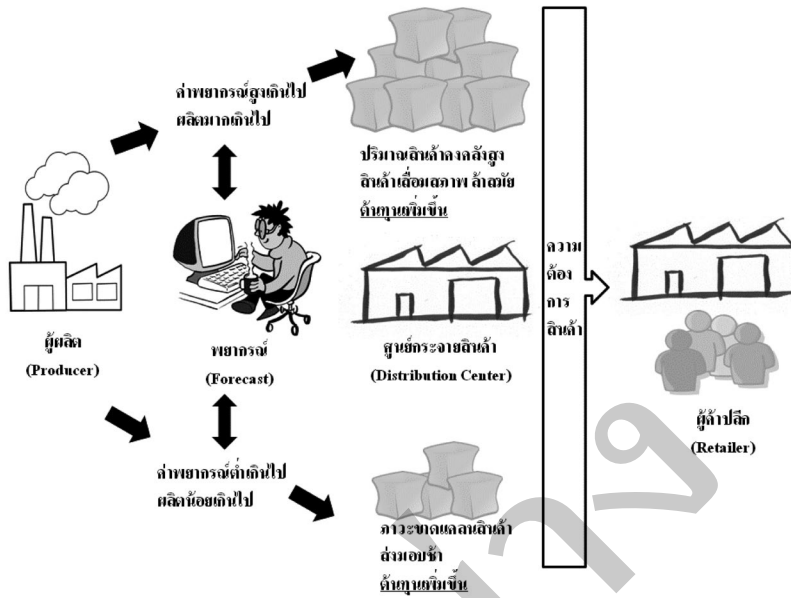 ค่าพยากรณ์สูงเกินไป
ผลิตมากเกินไป
ปริมาณสินค้าคงคลังสูง
สินค้าเสื่อมสภาพ ล้าสมัย
ต้นทุนเพิ่มขึ้น
ผู้ผลิต
(Producer)
พยากรณ์
(Forecast)
ศูนย์กระจายสินค้า
(Distribution Center)
ความ
ต้อง
การ
สินค้า
ผู้ค้าปลีก
(Retailer)
ค่าพยากรณ์ต่ำเกินไป
ผลิตน้อยเกินไป
ภาวะขาดแคลนสินค้า
ส่งมอบช้า
ต้นทุนเพิ่มขึ้น